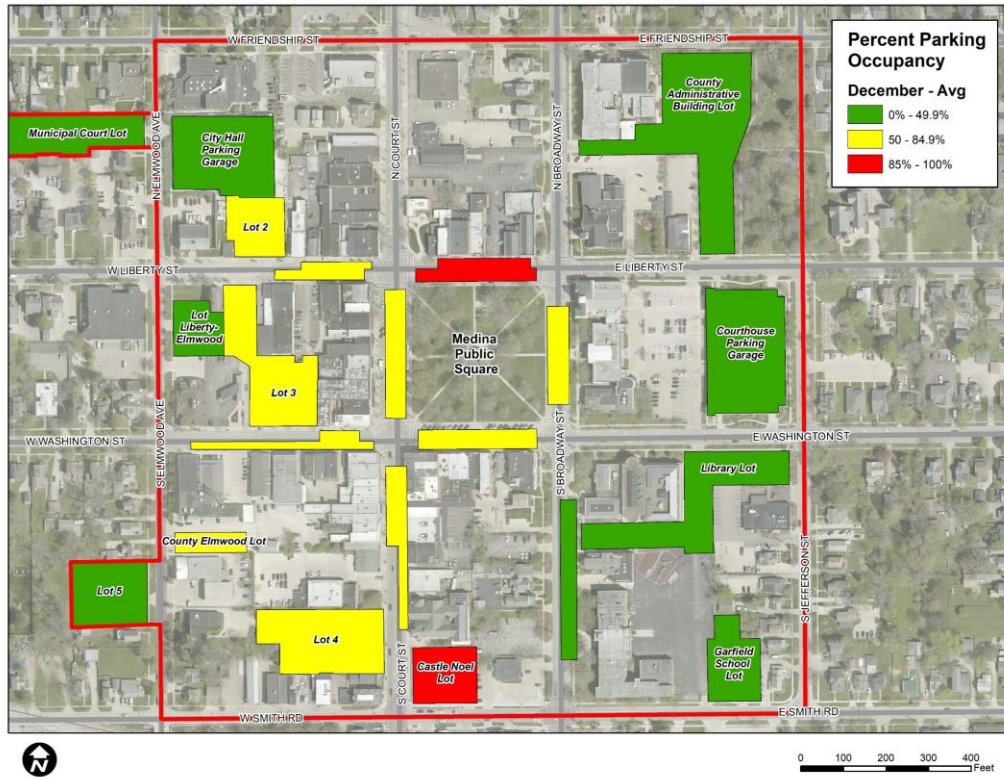 W FRIENDSHIP ST
E FRIENDSHIP ST
Percent Parking
Occupancy
December - Avg
0% - 49.9%
50 - 84.9%
85% - 100%
County
Administrative
Building Lot
Municipal Court Lot
City Hall
Parking
Garage
N ELMWOOD AVE
N COURT ST
N BROADWAY ST
Lot 2
W LIBERTY ST
E LIBERTY ST
Lot
Liberty-
Elmwood
Lot 3
Medina
Public
Square
Courthouse
Parking
Garage
S ELMWOOD AVE
S BROADWAY ST
W WASHINGTON ST
E WASHINGTON ST
Library Lot
County Elmwood Lot
Lot 5
Lot 4
S COURT ST
Castle Noel
Lot
Garfield
School
Lot
S JEFFERSON ST
W SMITH RD
E SMITH RD
N
0 100 200 300 400
Feet